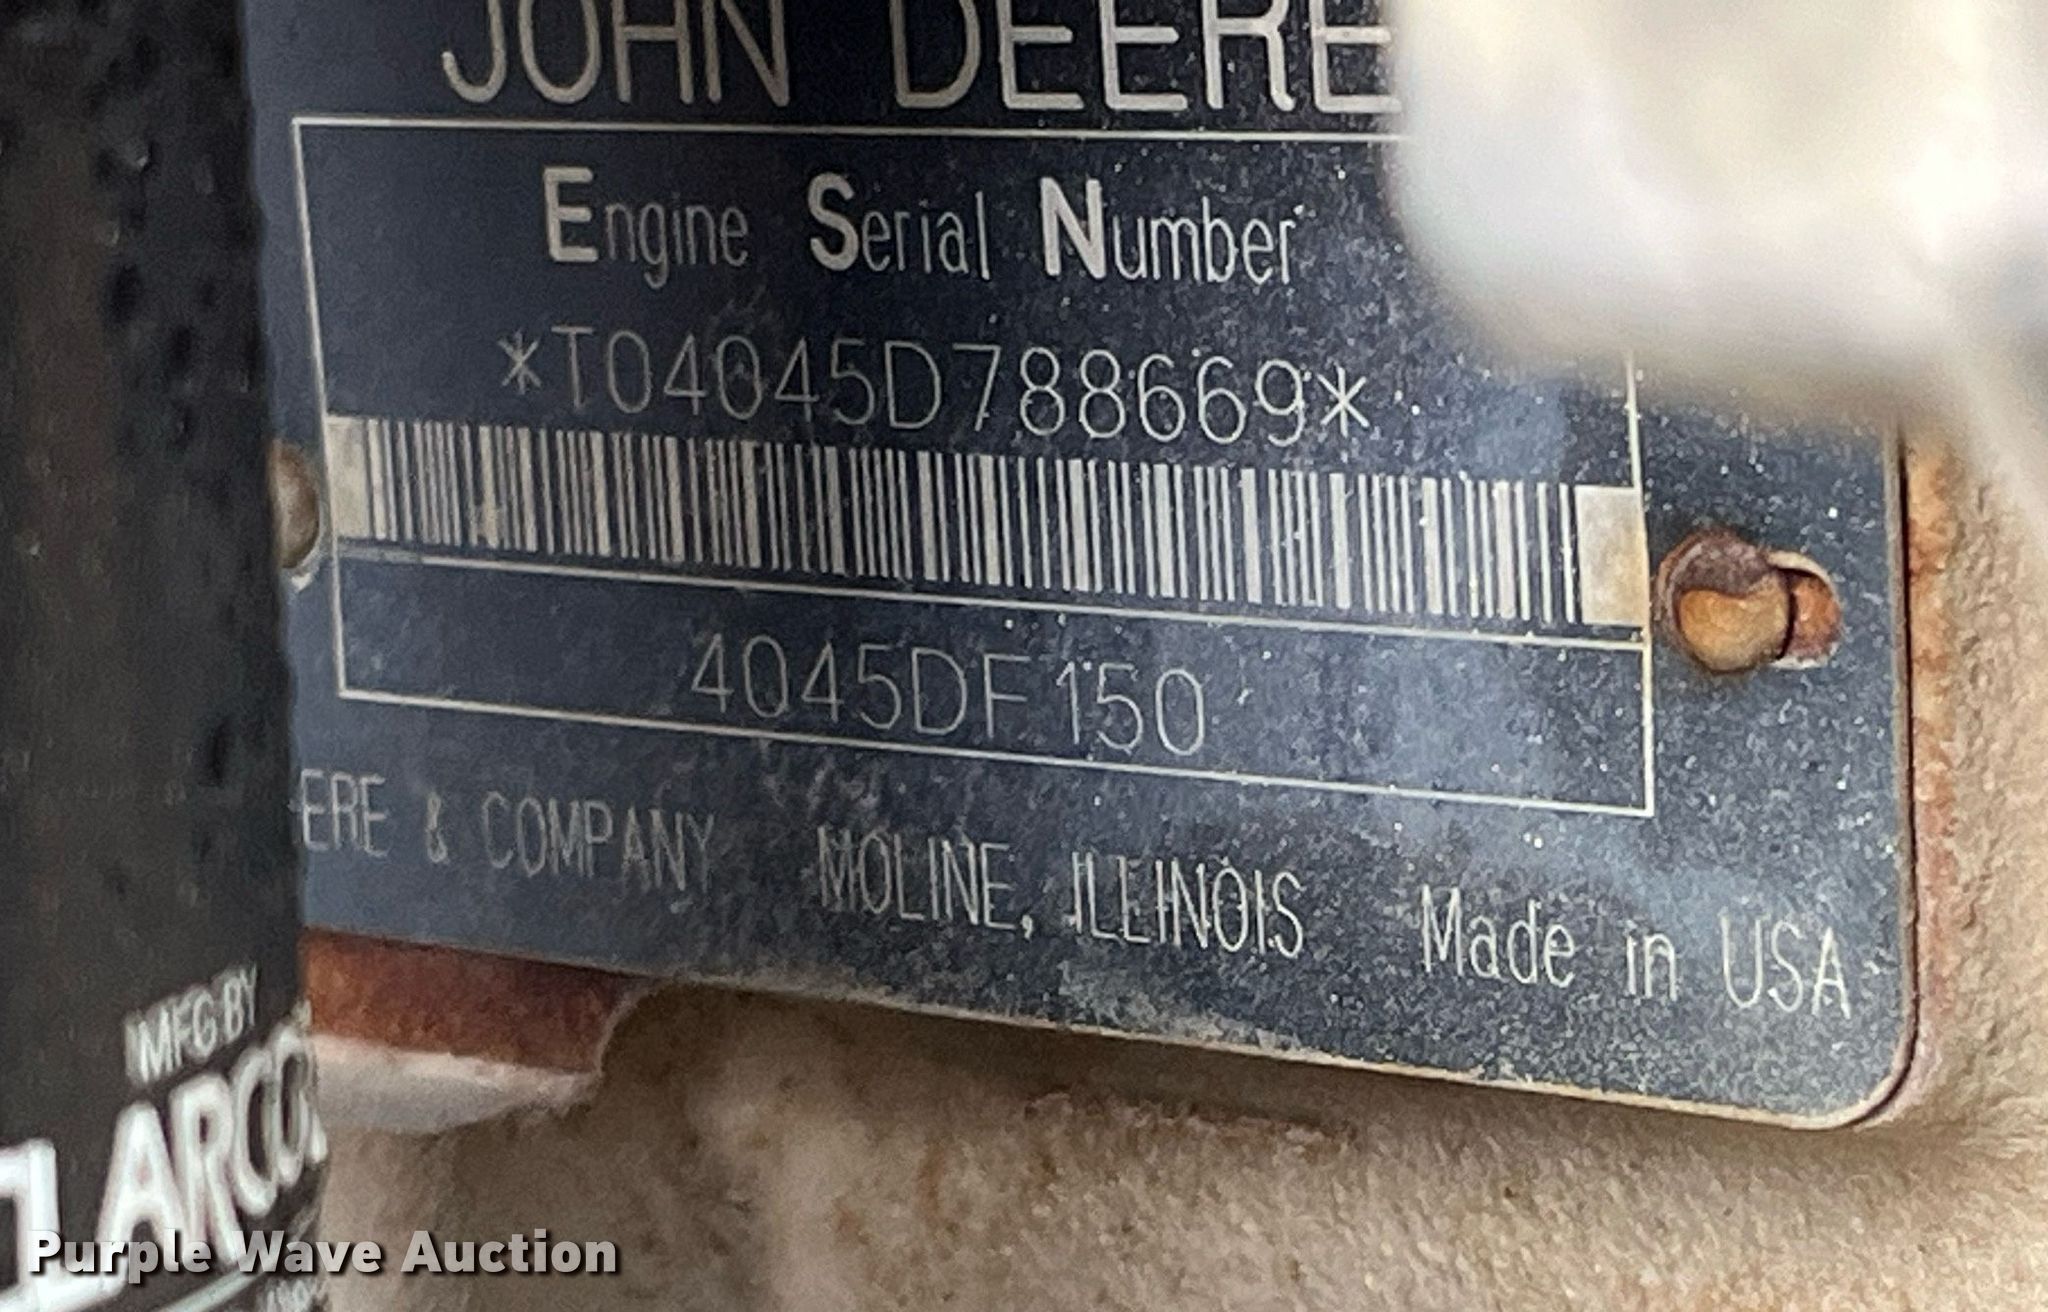 JOHN DEERE
Engine Serial Number
*T04045D788669*
4045DF150
ERE & COMPANY MOLINE, ILLINOIS Made in USA
MFG BY
LARCO
Purple Wave Auction